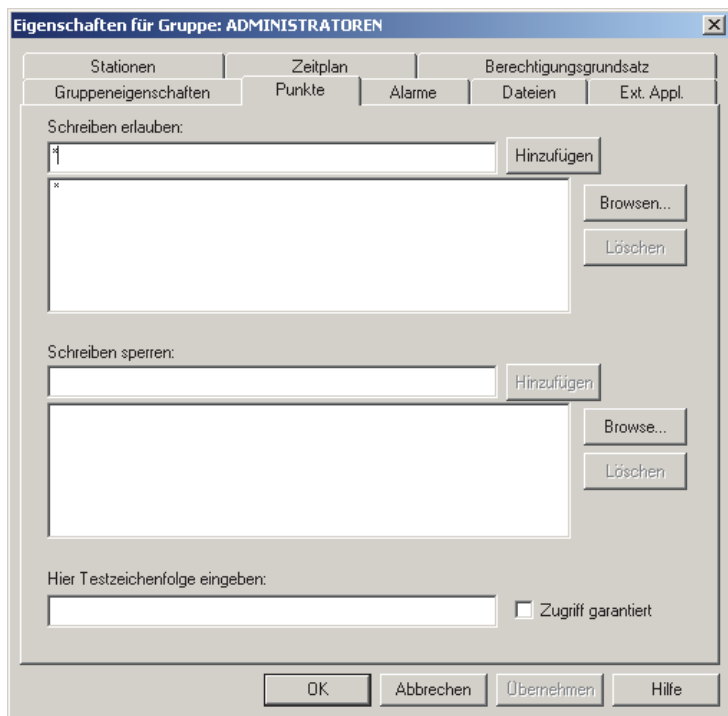 Eigenschaften für Gruppe: ADMINISTRATOREN
Stationen Zeitplan Berechtigungsgrundsatz
Gruppeneigenschaften Punkte Alarme Dateien Ext. Appl.
Schreiben erlauben:
* Hinzufügen
*
Browsen...
Löschen
Schreiben sperren:
Hinzufügen
Browse...
Löschen
Hier Testzeichenfolge eingeben:
Zugriff garantiert
OK Abbrechen Übernehmen Hilfe